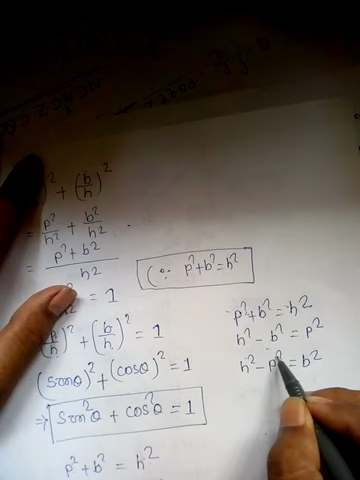 )² + (b/h)²
= p²/h² + b²/h²
= p²+b²/h²
(∵ p²+b²=h²)
² = 1
p/h)² + (b/h)² = 1
(sinθ)² + (cosθ)² = 1
⇒ sin²θ + cos²θ = 1
p² + b² = h²
p²+b² = h²
h² - b² = p²
h² - p² = b²